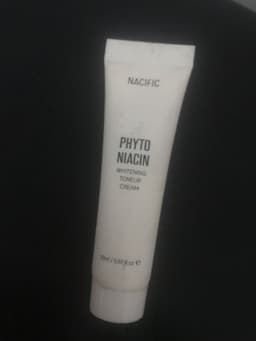 NACIFIC
PHYTO
NIACIN
WHITENING
TONEUP
CREAM